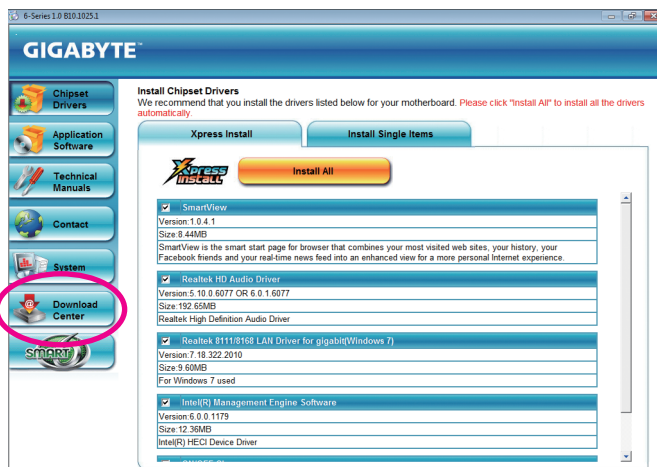 6-Series 1.0 B10.1025.1
GIGABYTE™
Chipset
Drivers
Application
Software
Technical
Manuals
Contact
System
Download
Center
SMART
Install Chipset Drivers
We recommend that you install the drivers listed below for your motherboard. Please click "Install All" to install all the drivers
automatically.
Xpress Install
Install Single Items
Xpress
INSTALL
Install All
SmartView
Version:1.0.4.1
Size:8.44MB
SmartView is the smart start page for browser that combines your most visited web sites, your history, your
Facebook friends and your real-time news feed into an enhanced view for a more personal Internet experience.
Realtek HD Audio Driver
Version:5.10.0.6077 OR 6.0.1.6077
Size:192.65MB
Realtek High Definition Audio Driver
Realtek 8111/8168 LAN Driver for gigabit(Windows 7)
Version:7.18.322.2010
Size:9.60MB
For Windows 7 used
Intel(R) Management Engine Software
Version:6.0.0.1179
Size:12.36MB
Intel(R) HECI Device Driver